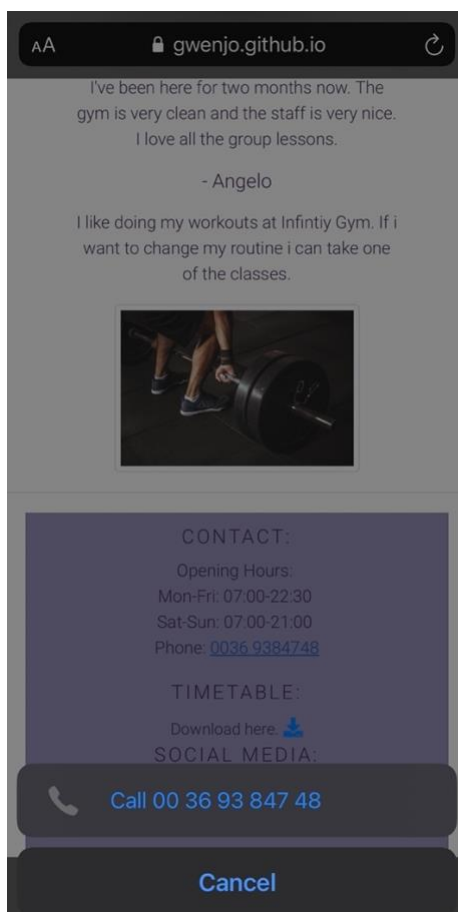 AA gwenjo.github.io
I've been here for two months now. The
gym is very clean and the staff is very nice.
I love all the group lessons.
- Angelo
I like doing my workouts at Infintiy Gym. If i
want to change my routine i can take one
of the classes.
CONTACT:
Opening Hours:
Mon-Fri: 07:00-22:30
Sat-Sun: 07:00-21:00
Phone: 0036 9384748
TIMETABLE:
Download here.
SOCIAL MEDIA:
Call 00 36 93 847 48
Cancel